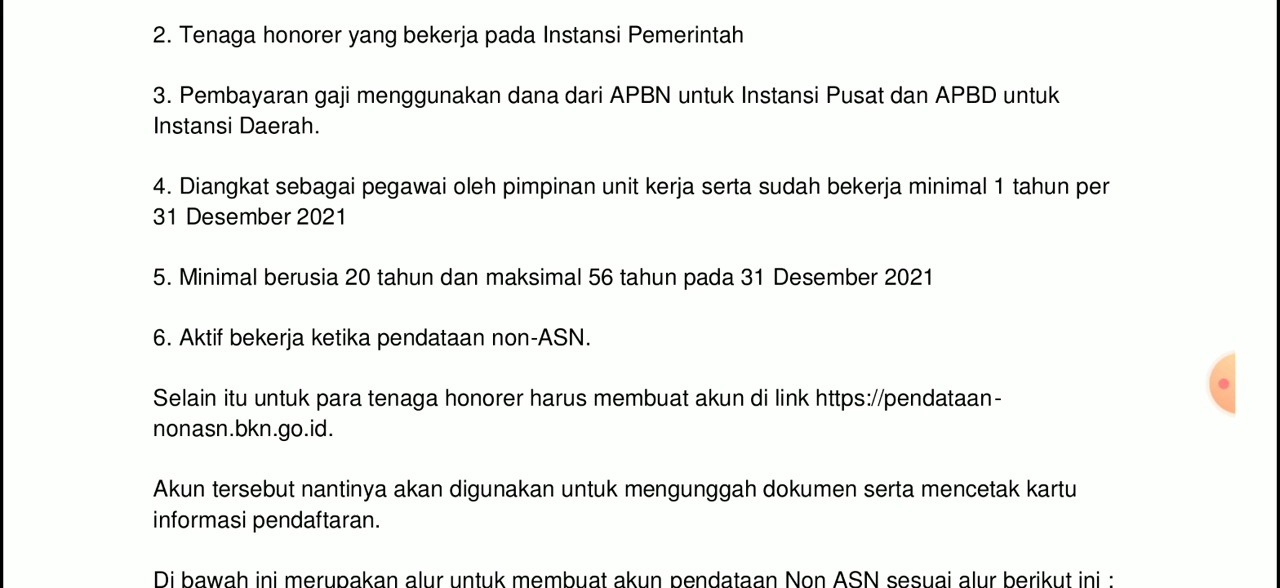 2. Tenaga honorer yang bekerja pada Instansi Pemerintah
3. Pembayaran gaji menggunakan dana dari APBN untuk Instansi Pusat dan APBD untuk
Instansi Daerah.
4. Diangkat sebagai pegawai oleh pimpinan unit kerja serta sudah bekerja minimal 1 tahun per
31 Desember 2021
5. Minimal berusia 20 tahun dan maksimal 56 tahun pada 31 Desember 2021
6. Aktif bekerja ketika pendataan non-ASN.
Selain itu untuk para tenaga honorer harus membuat akun di link https://pendataan-
nonasn.bkn.go.id.
Akun tersebut nantinya akan digunakan untuk mengunggah dokumen serta mencetak kartu
informasi pendaftaran.
Di bawah ini merupakan alur untuk membuat akun pendataan Non ASN sesuai alur berikut ini :